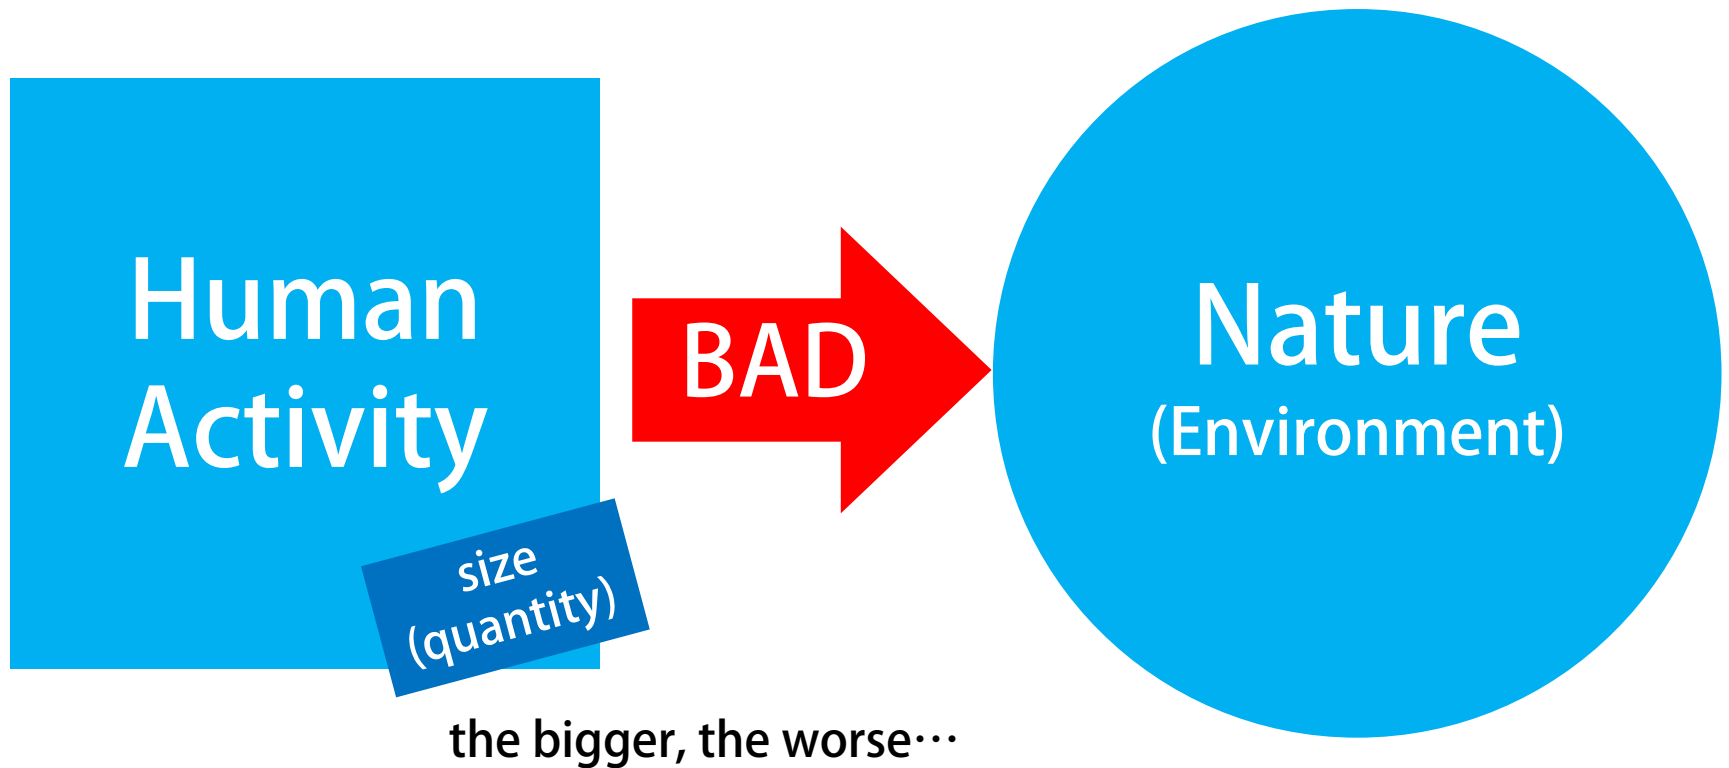 Human
Activity
size
(quantity)
BAD
Nature
(Environment)
the bigger, the worse…